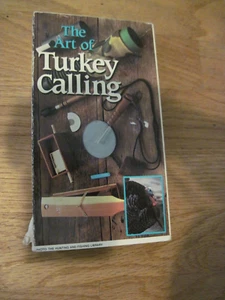 The
Art of
Turkey
Calling